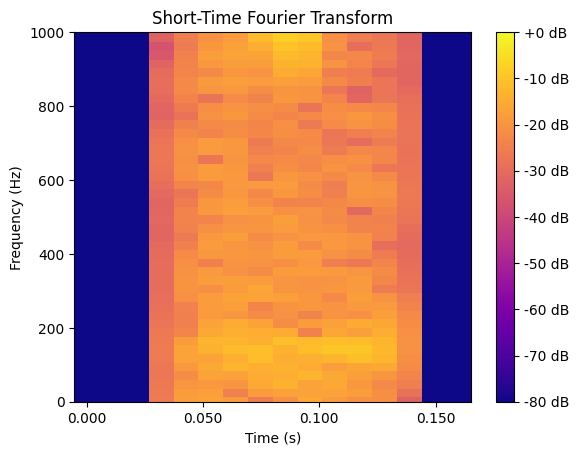 Short-Time Fourier Transform
1000
800
600
400
200
0
Frequency (Hz)
0.000
0.050
0.100
0.150
Time (s)
+0 dB
-10 dB
-20 dB
-30 dB
-40 dB
-50 dB
-60 dB
-70 dB
-80 dB